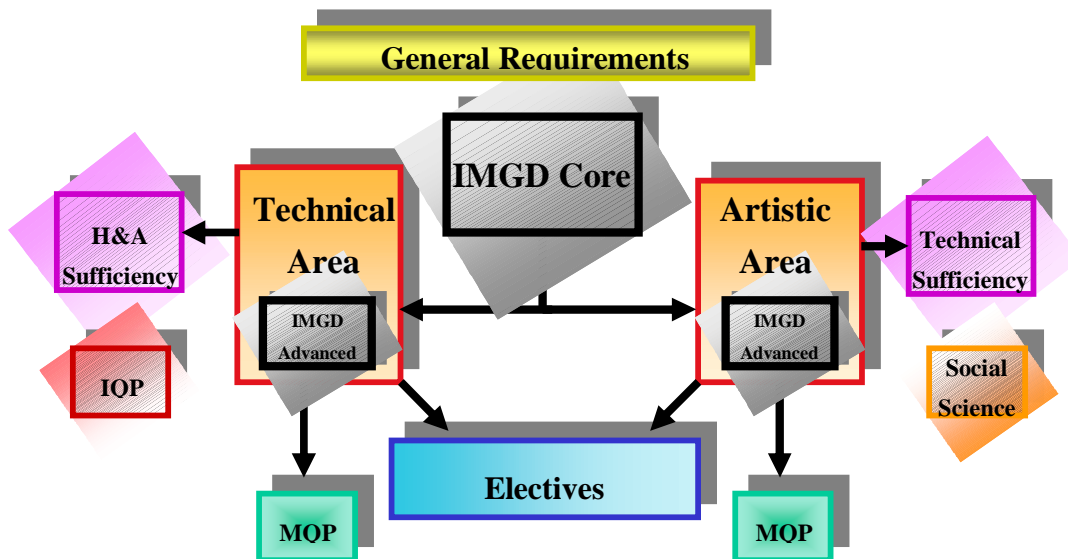 General Requirements
IMGD Core
Technical
Area
Artistic
Area
H&A
Sufficiency
Technical
Sufficiency
IMGD
Advanced
IMGD
Advanced
IQP
Social
Science
Electives
MQP
MQP